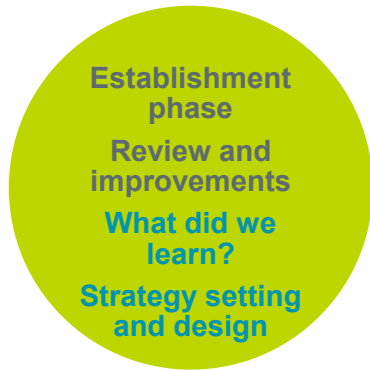 Establishment
phase
Review and
improvements
What did we
learn?
Strategy setting
and design